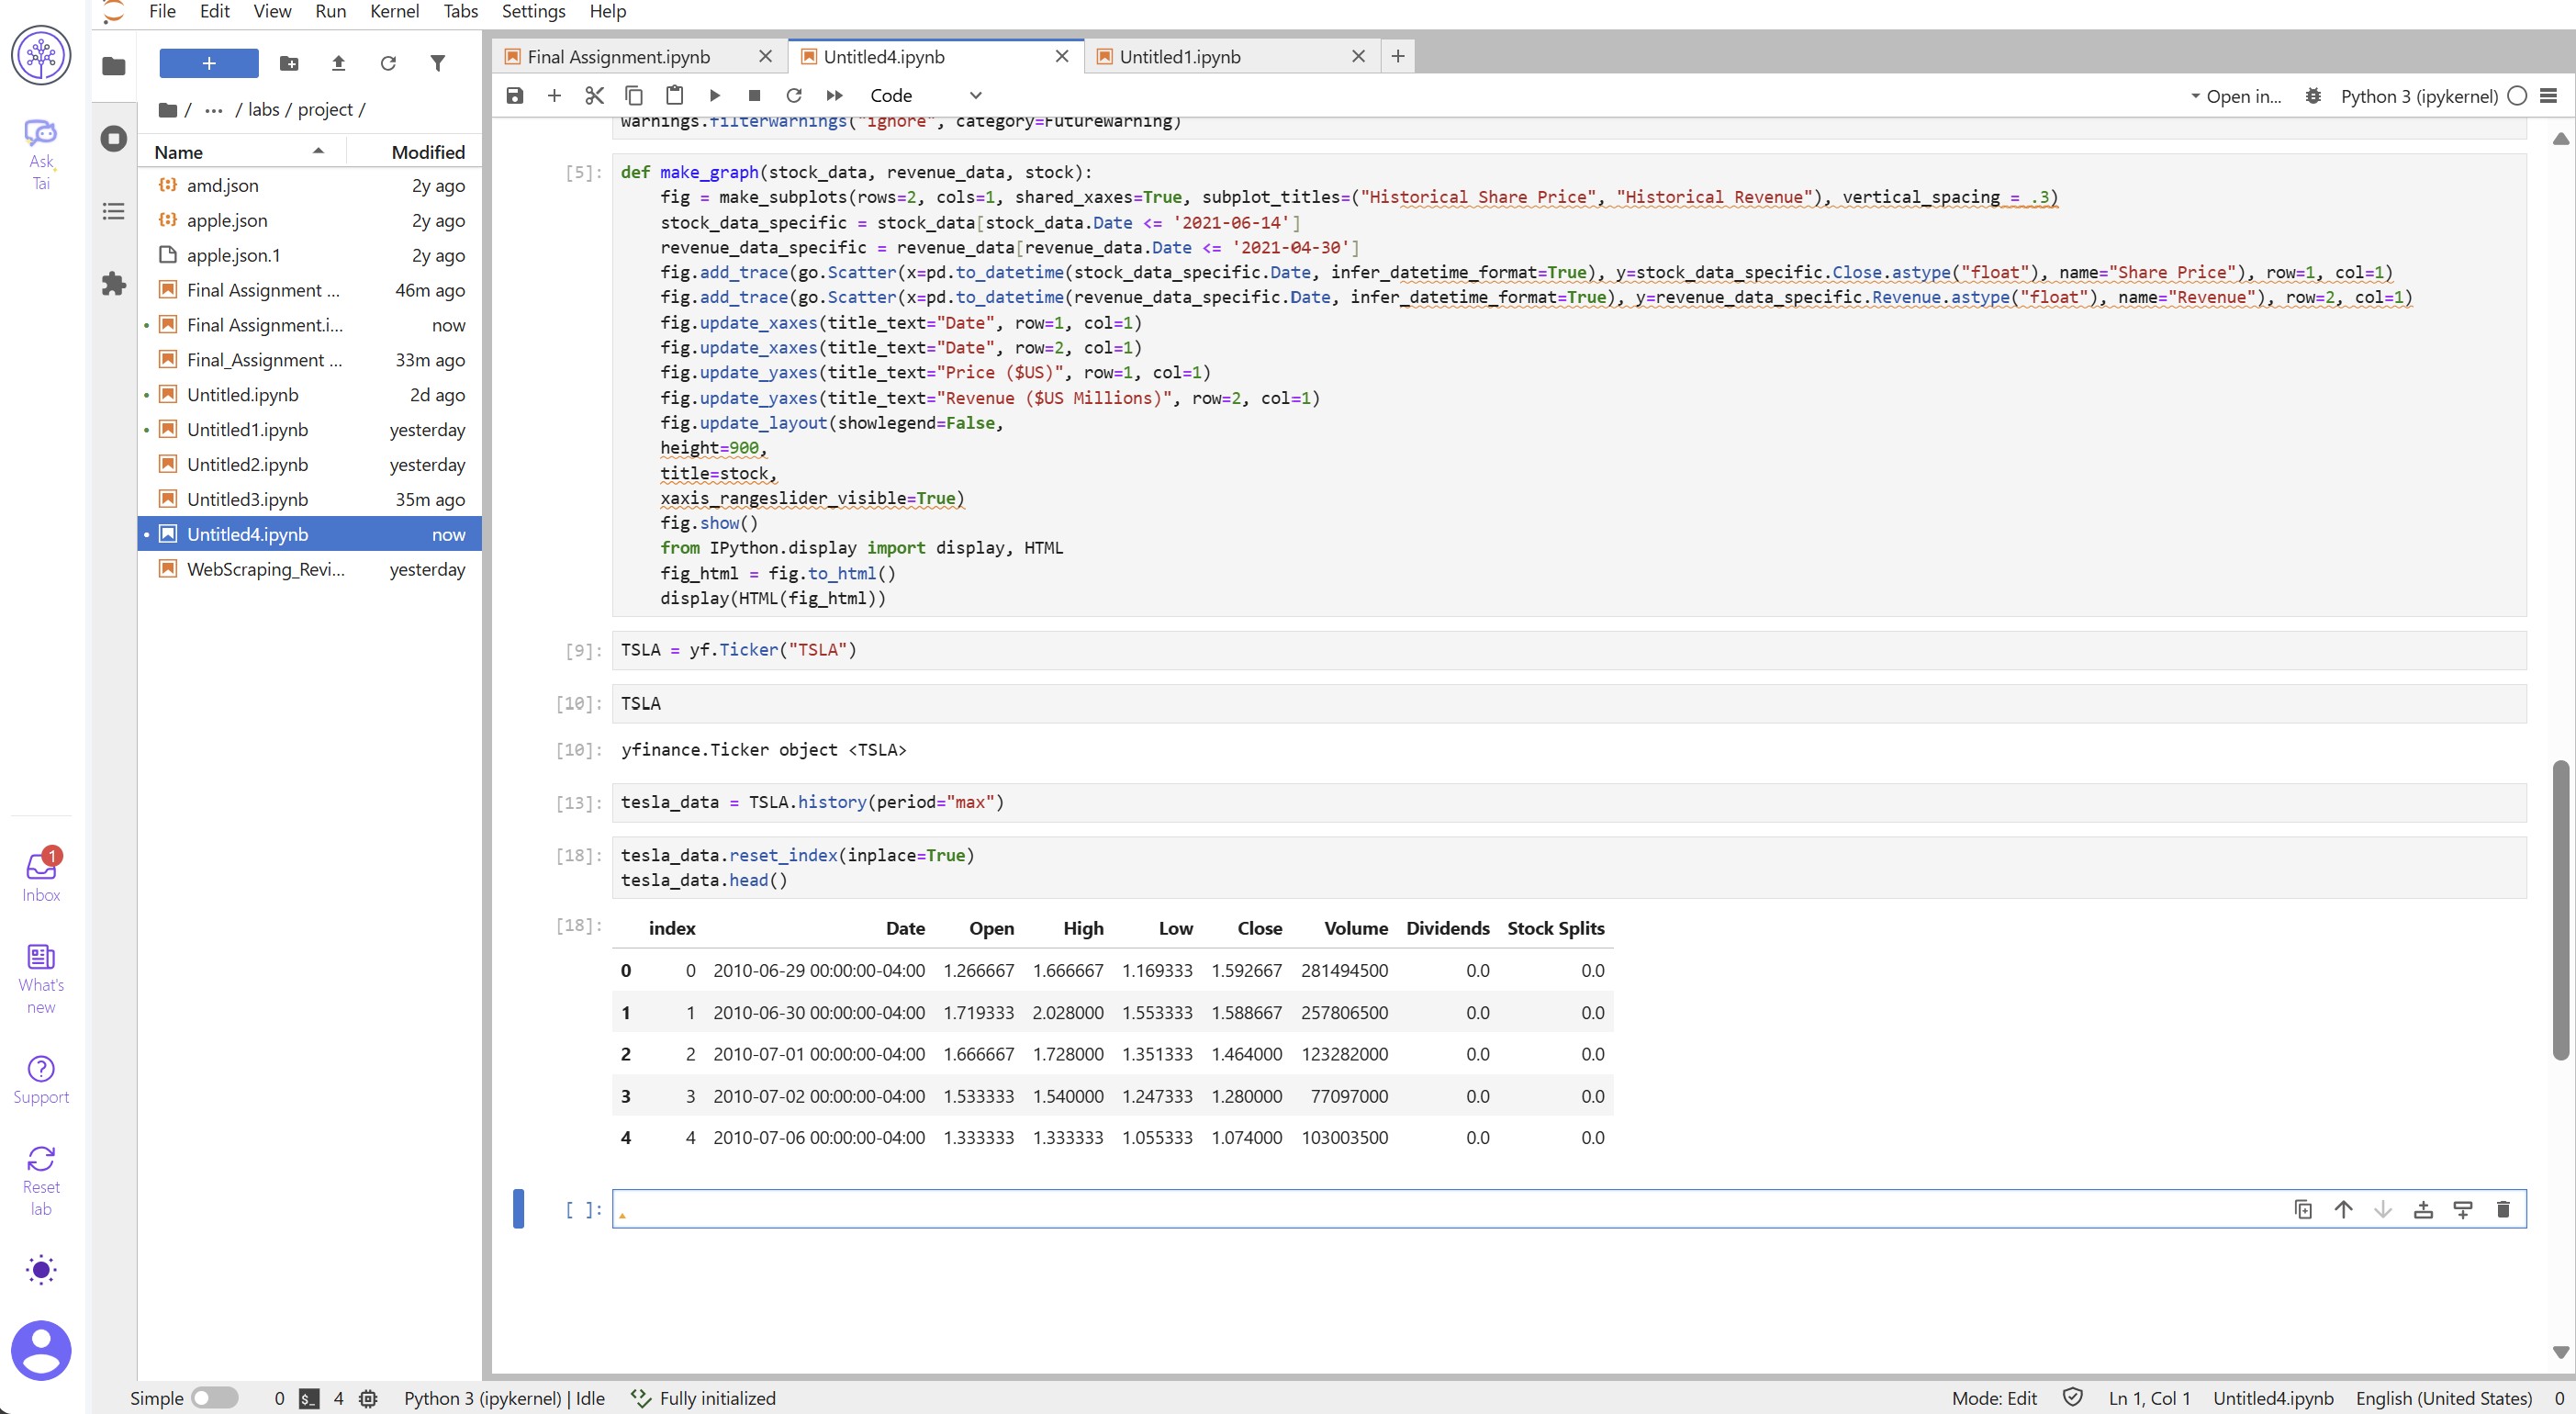 File Edit View Run Kernel Tabs Settings Help
Ask
Tai
Inbox
1
What's
new
Support
Reset
lab
+
/ ... / labs / project /
Name Modified
amd.json 2y ago
apple.json 2y ago
apple.json.1 2y ago
Final Assignment ... 46m ago
Final Assignment.i... now
Final_Assignment ... 33m ago
Untitled.ipynb 2d ago
Untitled1.ipynb yesterday
Untitled2.ipynb yesterday
Untitled3.ipynb 35m ago
Untitled4.ipynb now
WebScraping_Revi... yesterday
Final Assignment.ipynb Untitled4.ipynb Untitled1.ipynb
Code Open in... Python 3 (ipykernel)
warnings.filterwarnings("ignore", category=FutureWarning)
[5]: def make_graph(stock_data, revenue_data, stock):
fig = make_subplots(rows=2, cols=1, shared_xaxes=True, subplot_titles=("Historical Share Price", "Historical Revenue"), vertical_spacing = .3)
stock_data_specific = stock_data[stock_data.Date <= '2021-06-14']
revenue_data_specific = revenue_data[revenue_data.Date <= '2021-04-30']
fig.add_trace(go.Scatter(x=pd.to_datetime(stock_data_specific.Date, infer_datetime_format=True), y=stock_data_specific.Close.astype("float"), name="Share Price"), row=1, col=1)
fig.add_trace(go.Scatter(x=pd.to_datetime(revenue_data_specific.Date, infer_datetime_format=True), y=revenue_data_specific.Revenue.astype("float"), name="Revenue"), row=2, col=1)
fig.update_xaxes(title_text="Date", row=1, col=1)
fig.update_xaxes(title_text="Date", row=2, col=1)
fig.update_yaxes(title_text="Price ($US)", row=1, col=1)
fig.update_yaxes(title_text="Revenue ($US Millions)", row=2, col=1)
fig.update_layout(showlegend=False,
height=900,
title=stock,
xaxis_rangeslider_visible=True)
fig.show()
from IPython.display import display, HTML
fig_html = fig.to_html()
display(HTML(fig_html))
[9]: TSLA = yf.Ticker("TSLA")
[10]: TSLA
[10]: yfinance.Ticker object <TSLA>
[13]: tesla_data = TSLA.history(period="max")
[18]: tesla_data.reset_index(inplace=True)
tesla_data.head()
[18]: index Date Open High Low Close Volume Dividends Stock Splits
0 0 2010-06-29 00:00:00-04:00 1.266667 1.666667 1.169333 1.592667 281494500 0.0 0.0
1 1 2010-06-30 00:00:00-04:00 1.719333 2.028000 1.553333 1.588667 257806500 0.0 0.0
2 2 2010-07-01 00:00:00-04:00 1.666667 1.728000 1.351333 1.464000 123282000 0.0 0.0
3 3 2010-07-02 00:00:00-04:00 1.533333 1.540000 1.247333 1.280000 77097000 0.0 0.0
4 4 2010-07-06 00:00:00-04:00 1.333333 1.333333 1.055333 1.074000 103003500 0.0 0.0
[ ]:
Simple 0 $_ 4 Python 3 (ipykernel) | Idle Fully initialized Mode: Edit Ln 1, Col 1 Untitled4.ipynb English (United States) 0